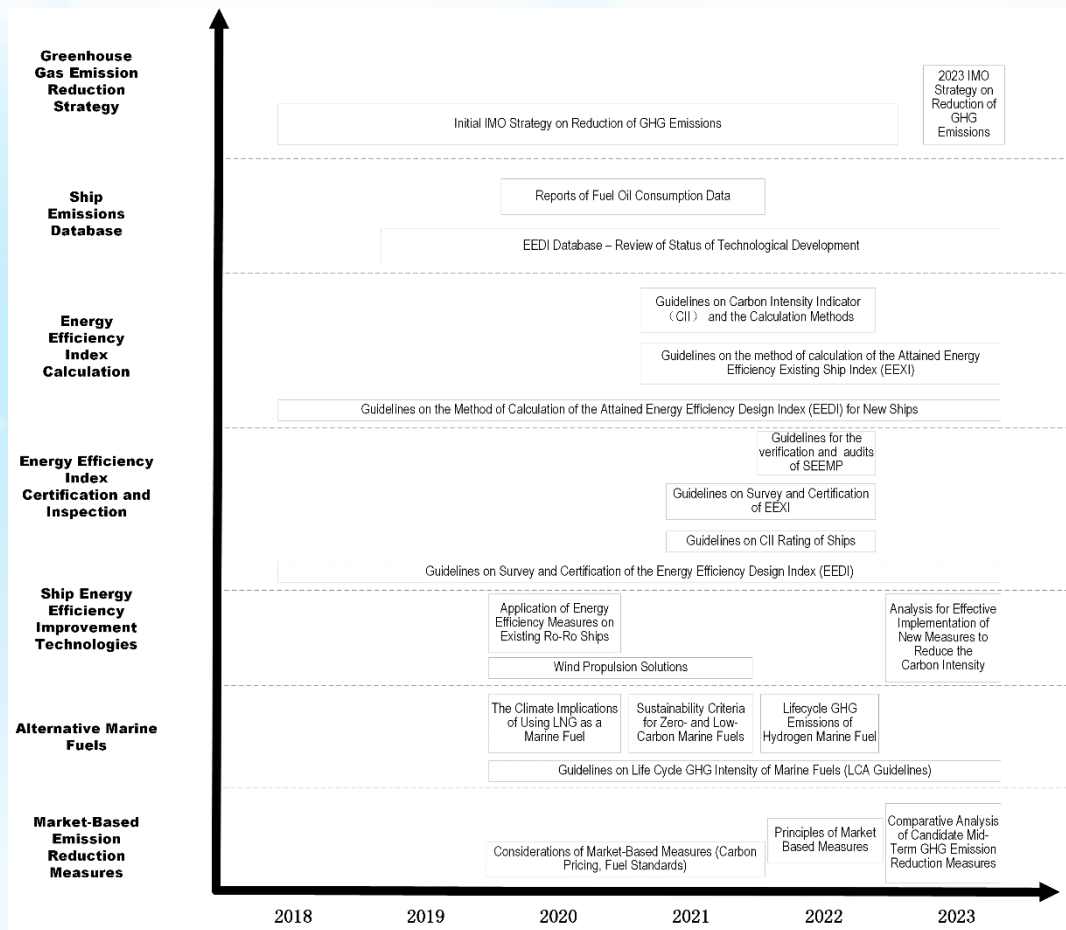 Greenhouse
Gas Emission
Reduction
Strategy
2023 IMO
Strategy on
Reduction of
GHG
Emissions
Initial IMO Strategy on Reduction of GHG Emissions
Ship
Emissions
Database
Reports of Fuel Oil Consumption Data
EEDI Database – Review of Status of Technological Development
Energy
Efficiency
Index
Calculation
Guidelines on Carbon Intensity Indicator
（CII） and the Calculation Methods
Guidelines on the method of calculation of the Attained Energy
Efficiency Existing Ship Index (EEXI}
Guidelines on the Method of Calculation of the Attained Energy Efficiency Design Index (EEDI) for New Ships
Energy Efficiency
Index
Certification and
Inspection
Guidelines for the
verification and audits
of SEEMP
Guidelines on Survey and Certification
of EEXI
Guidelines on CII Rating of Ships
Guidelines on Survey and Certification of the Energy Efficiency Design Index (EEDI)
Ship Energy
Efficiency
Improvement
Technologies
Application of Energy
Efficiency Measures on
Existing Ro-Ro Ships
Wind Propulsion Solutions
Analysis for Effective
Implementation of
New Measures to
Reduce the
Carbon Intensity
Alternative Marine
Fuels
The Climate Implications
of Using LNG as a
Marine Fuel
Sustainability Criteria
for Zero- and Low-
Carbon Marine Fuels
Lifecycle GHG
Emissions of
Hydrogen Marine Fuel
Guidelines on Life Cycle GHG Intensity of Marine Fuels (LCA Guidelines)
Market-Based
Emission
Reduction
Measures
Considerations of Market-Based Measures (Carbon
Pricing, Fuel Standards)
Principles of Market
Based Measures
Comparative Analysis
of Candidate Mid-
Term GHG Emission
Reduction Measures
2018
2019
2020
2021
2022
2023